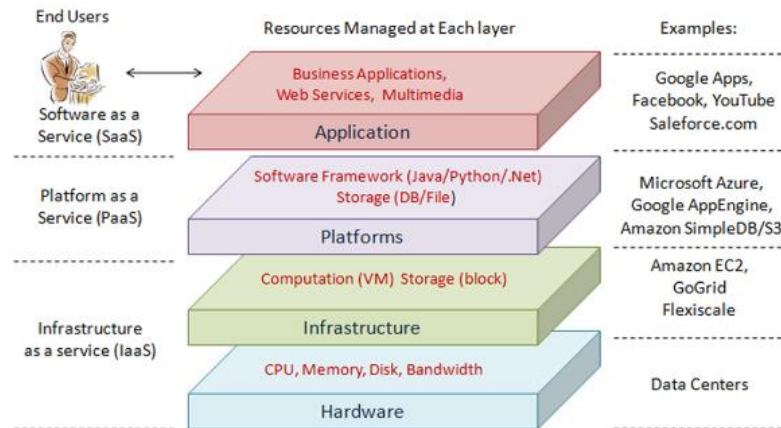 End Users
Resources Managed at Each layer
Examples:
Business Applications,
Web Services, Multimedia
Application
Software as a
Service (SaaS)
Google Apps,
Facebook, YouTube
Saleforce.com
Platform as a
Service (PaaS)
Software Framework (Java/Python/.Net)
Storage (DB/File)
Platforms
Microsoft Azure,
Google AppEngine,
Amazon SimpleDB/S3
Infrastructure
as a service (IaaS)
Computation (VM) Storage (block)
Infrastructure
Amazon EC2,
GoGrid
Flexiscale
CPU, Memory, Disk, Bandwidth
Hardware
Data Centers